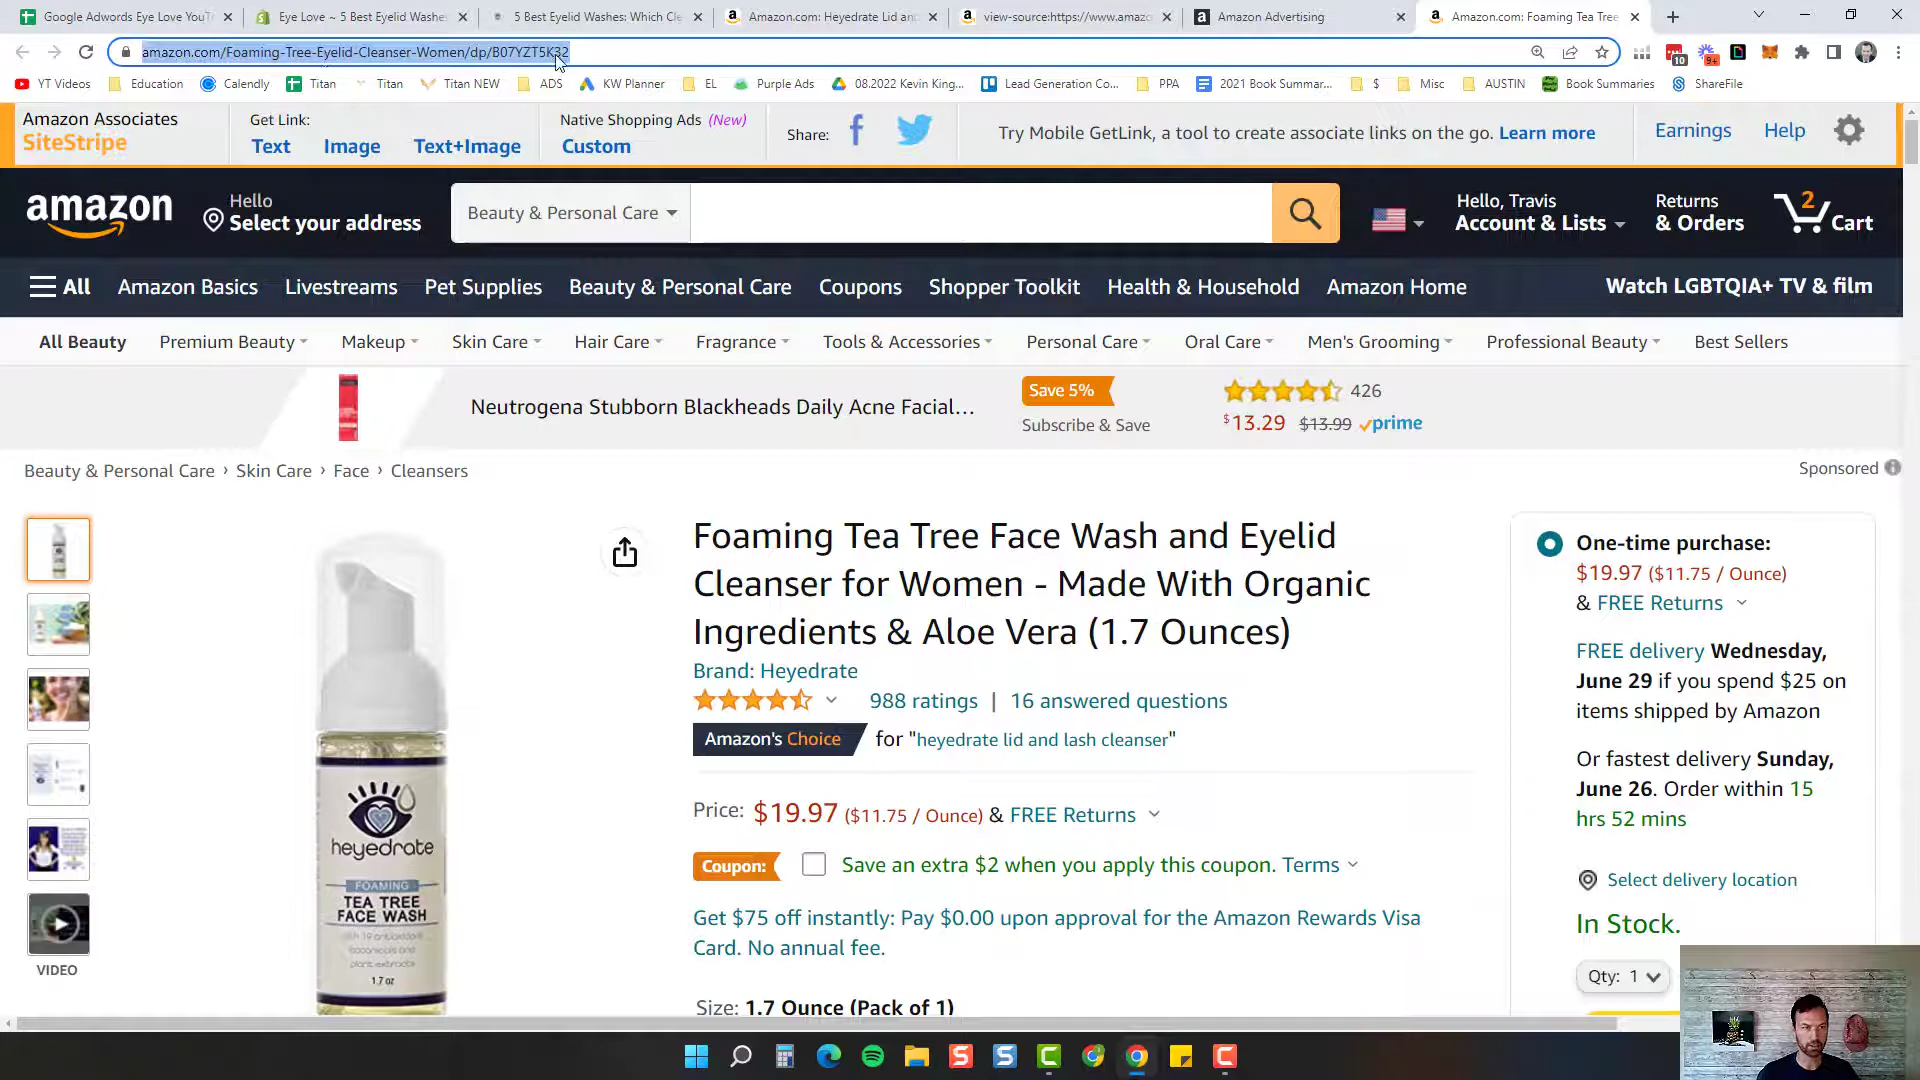 Google Adwords Eye Love YouT
Eye Love ~ 5 Best Eyelid Washe
5 Best Eyelid Washes: Which Cle
Amazon.com: Heyedrate Lid an
view-source:https://www.amaz
Amazon Advertising
Amazon.com: Foaming Tea Tree
amazon.com/Foaming-Tree-Eyelid-Cleanser-Women/dp/B07YZT5K32
10
9+
YT Videos
Education
Calendly
Titan
Titan
Titan NEW
ADS
KW Planner
EL
Purple Ads
08.2022 Kevin King...
Lead Generation Co...
PPA
2021 Book Summar...
$
Misc
AUSTIN
Book Summaries
ShareFile
Amazon Associates
SiteStripe
Get Link:
Text
Image
Text+Image
Native Shopping Ads (New)
Custom
Share:
Try Mobile GetLink, a tool to create associate links on the go. Learn more
Earnings
Help
amazon
Hello
Select your address
Beauty & Personal Care
Hello, Travis
Account & Lists
Returns
& Orders
2
Cart
All
Amazon Basics
Livestreams
Pet Supplies
Beauty & Personal Care
Coupons
Shopper Toolkit
Health & Household
Amazon Home
Watch LGBTQIA+ TV & film
All Beauty
Premium Beauty
Makeup
Skin Care
Hair Care
Fragrance
Tools & Accessories
Personal Care
Oral Care
Men's Grooming
Professional Beauty
Best Sellers
Neutrogena Stubborn Blackheads Daily Acne Facial...
Save 5%
Subscribe & Save
426
$13.29 $13.99 prime
Beauty & Personal Care › Skin Care › Face › Cleansers
Sponsored
Foaming Tea Tree Face Wash and Eyelid
Cleanser for Women - Made With Organic
Ingredients & Aloe Vera (1.7 Ounces)
Brand: Heyedrate
988 ratings | 16 answered questions
Amazon's Choice for "heyedrate lid and lash cleanser"
Price: $19.97 ($11.75 / Ounce) & FREE Returns
Coupon: Save an extra $2 when you apply this coupon. Terms
Get $75 off instantly: Pay $0.00 upon approval for the Amazon Rewards Visa
Card. No annual fee.
Size: 1.7 Ounce (Pack of 1)
VIDEO
heyedrate
FOAMING
TEA TREE
FACE WASH
with 19 antioxidant
botanicals and
plant extracts
1.7 oz
One-time purchase:
$19.97 ($11.75 / Ounce)
& FREE Returns
FREE delivery Wednesday,
June 29 if you spend $25 on
items shipped by Amazon
Or fastest delivery Sunday,
June 26. Order within 15
hrs 52 mins
Select delivery location
In Stock.
Qty: 1